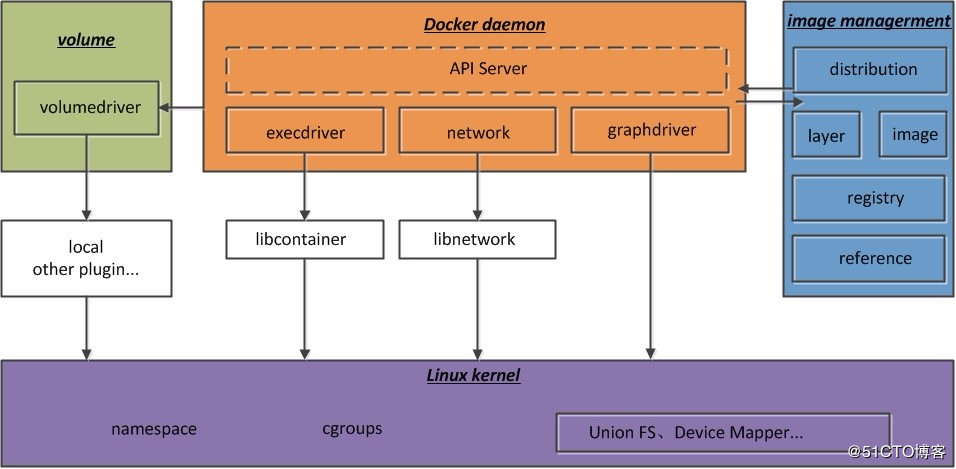 volume
volumedriver
local
other plugin...
Docker daemon
API Server
execdriver
network
graphdriver
libcontainer
libnetwork
image managerment
distribution
layer
image
registry
reference
Linux kernel
namespace
cgroups
Union FS、Device Mapper...
@51CTO博客